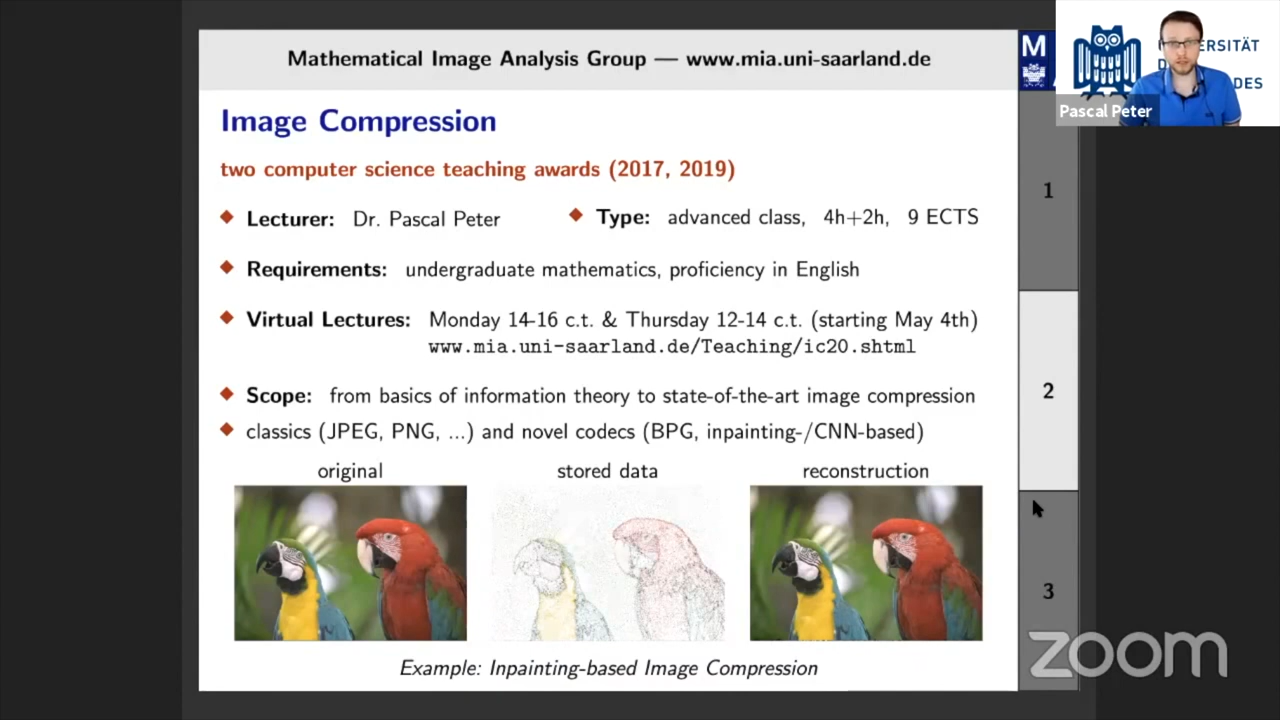 Mathematical Image Analysis Group — www.mia.uni-saarland.de
M
ERSITÄT
DES
Pascal Peter
Image Compression
two computer science teaching awards (2017, 2019)
Lecturer: Dr. Pascal Peter
Type: advanced class, 4h+2h, 9 ECTS
Requirements: undergraduate mathematics, proficiency in English
Virtual Lectures: Monday 14-16 c.t. & Thursday 12-14 c.t. (starting May 4th)
www.mia.uni-saarland.de/Teaching/ic20.shtml
Scope: from basics of information theory to state-of-the-art image compression
classics (JPEG, PNG, ...) and novel codecs (BPG, inpainting-/CNN-based)
original
stored data
reconstruction
Example: Inpainting-based Image Compression
1
2
3
zoom